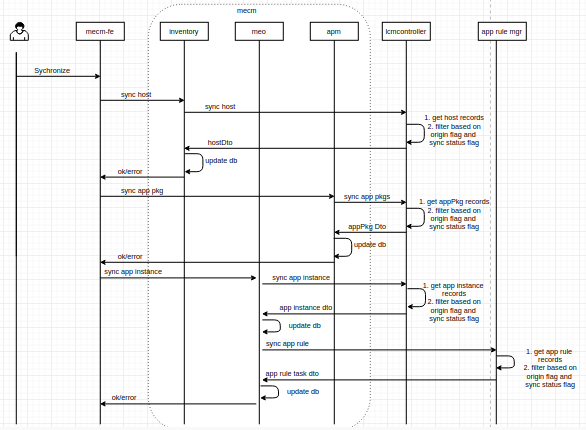 mecm
mecm-fe
inventory
meo
apm
lcmcontroller
app rule mgr
Sychronize
sync host
sync host
1. get host records
2. filter based on
origin flag and
sync status flag
hostDto
update db
ok/error
sync app pkg
sync app pkgs
1. get appPkg records
2. filter based on
origin flag and
sync status flag
appPkg Dto
update db
ok/error
sync app instance
sync app instance
1. get app instance
records
2. filter based on
origin flag and
sync status flag
app instance dto
update db
sync app rule
1. get app rule
records
2. filter based on
origin flag and
sync status flag
app rule task dto
update db
ok/error